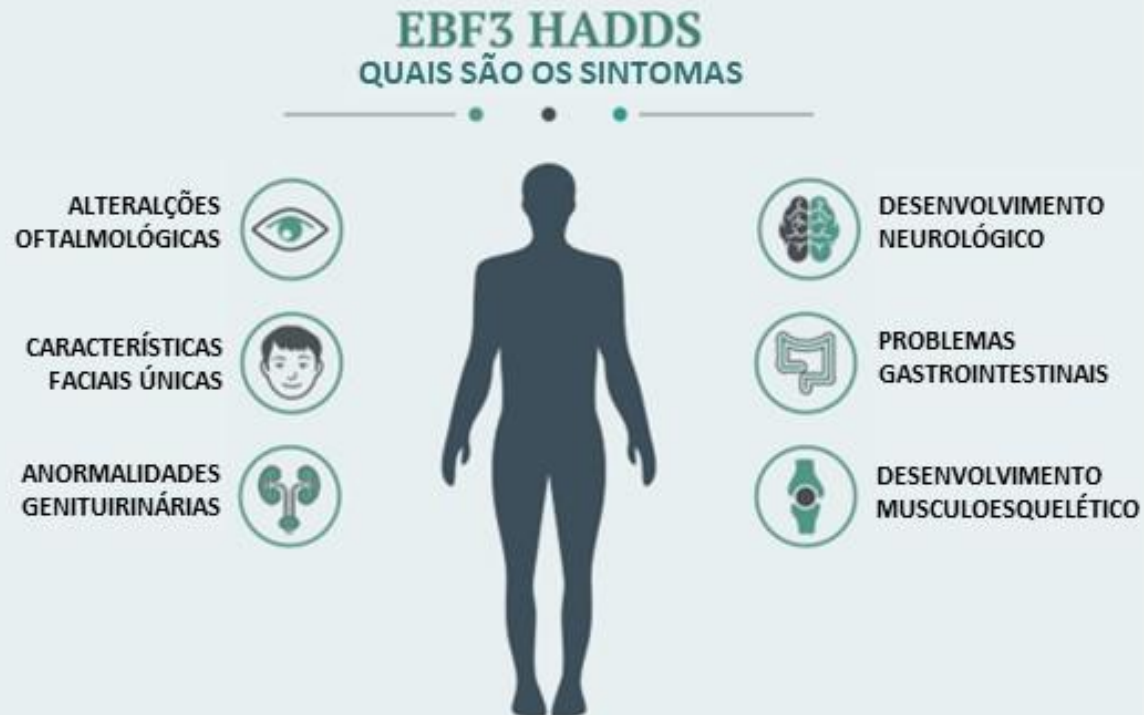 EBF3 HADDS
QUAIS SÃO OS SINTOMAS
ALTERALÇÕES
OFTALMOLÓGICAS
CARACTERÍSTICAS
FACIAIS ÚNICAS
ANORMALIDADES
GENITUIRINÁRIAS
DESENVOLVIMENTO
NEUROLÓGICO
PROBLEMAS
GASTROINTESTINAIS
DESENVOLVIMENTO
MUSCULOESQUELÉTICO